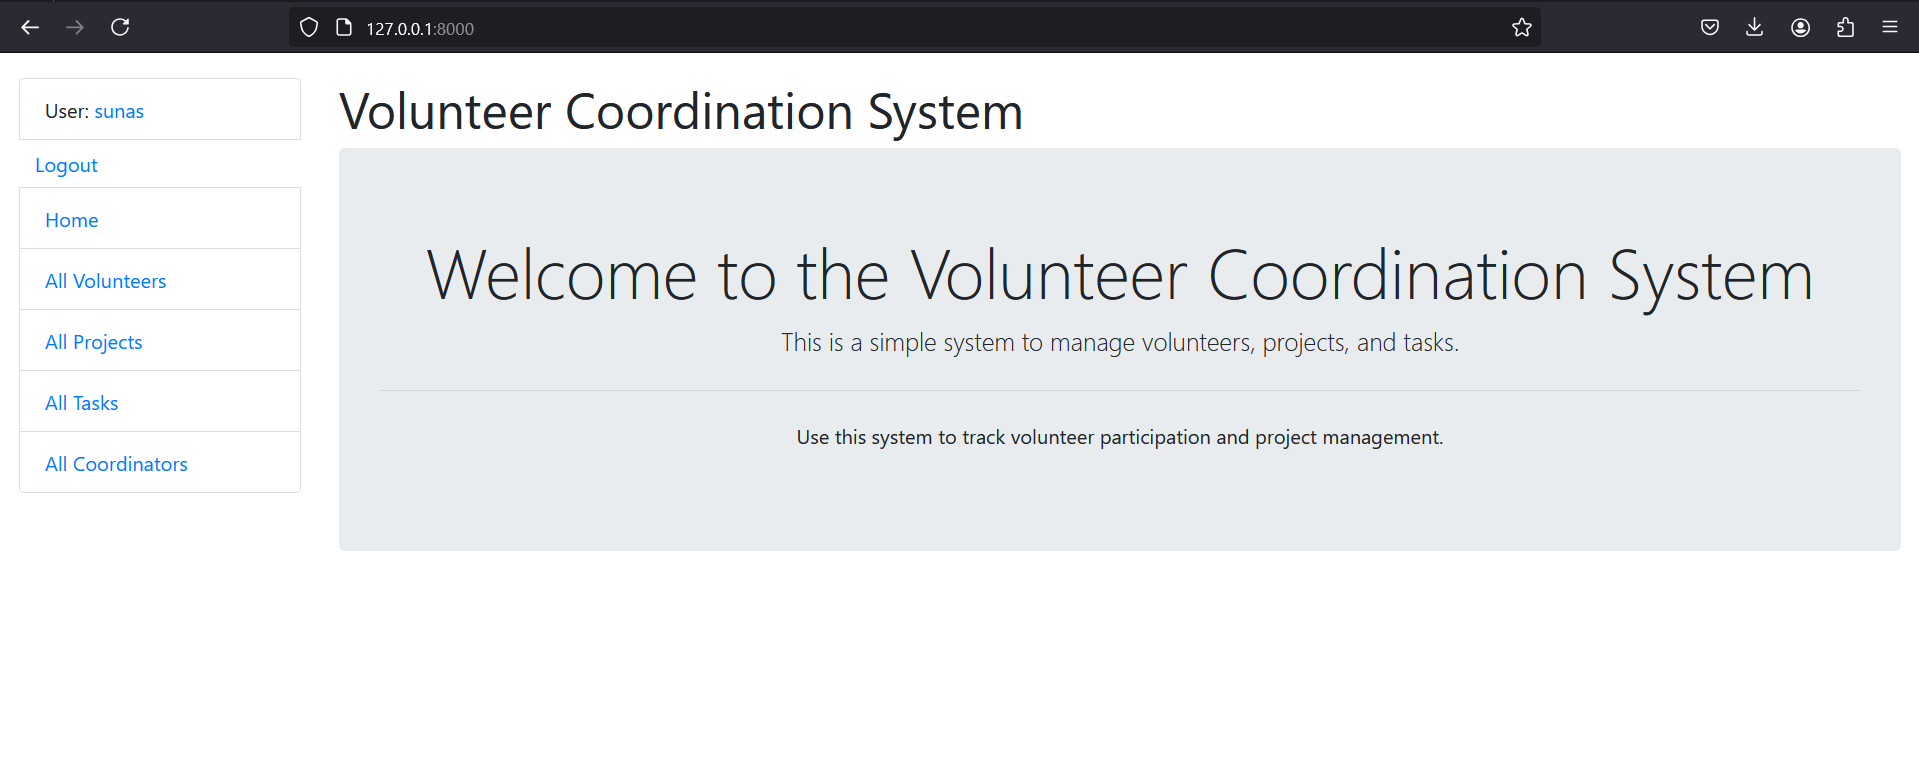 127.0.0.1:8000
User: sunas
Logout
Home
All Volunteers
All Projects
All Tasks
All Coordinators
Volunteer Coordination System
Welcome to the Volunteer Coordination System
This is a simple system to manage volunteers, projects, and tasks.
Use this system to track volunteer participation and project management.